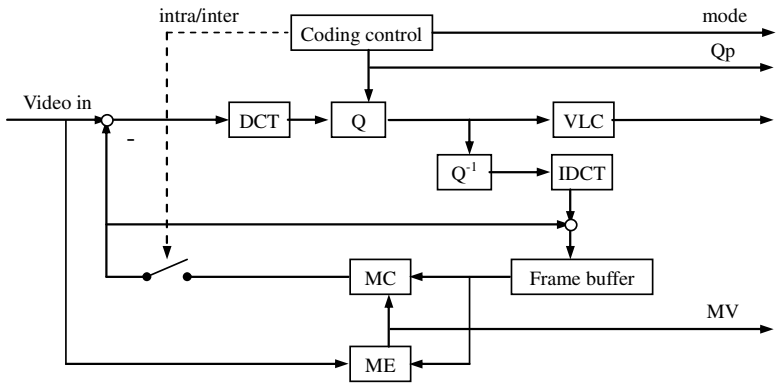 intra/inter
Coding control
mode
Qp
Video in
-
DCT
Q
VLC
Q-1
IDCT
MC
Frame buffer
MV
ME